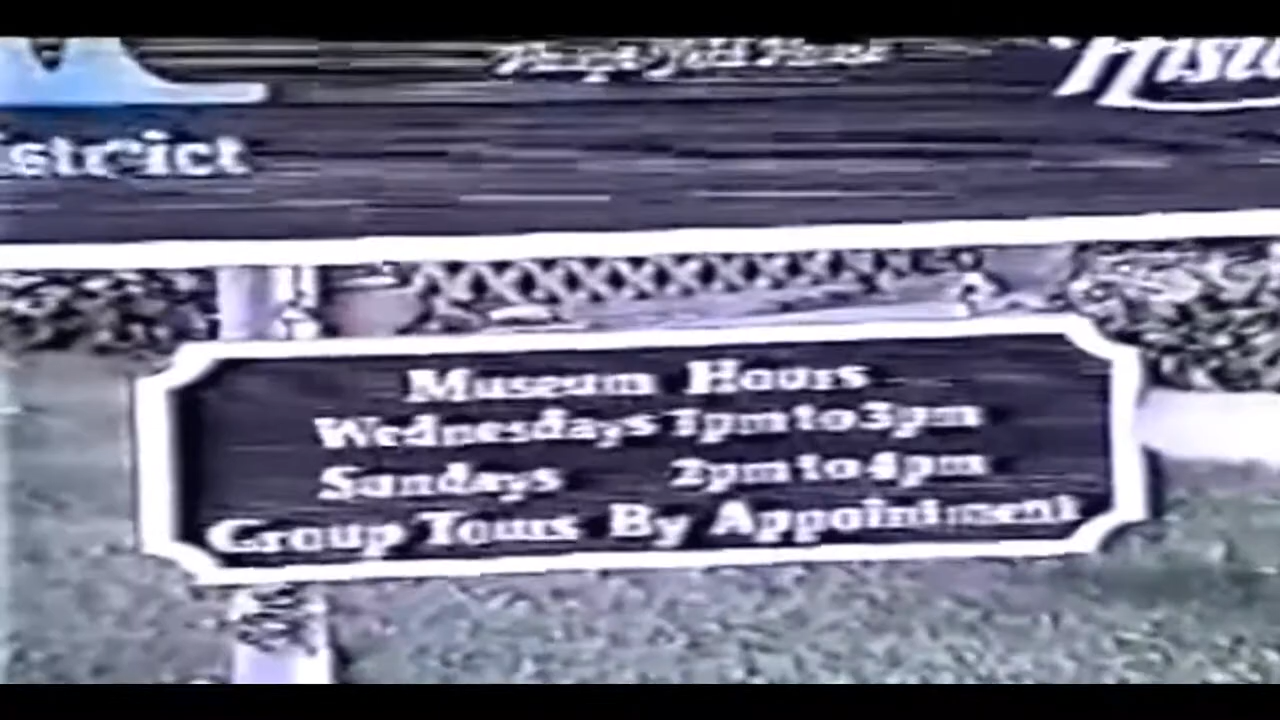 istrict
Museum Hours
Wednesdays 1pm to 3pm
Sundays 2pm to 4pm
Group Tours By Appointment